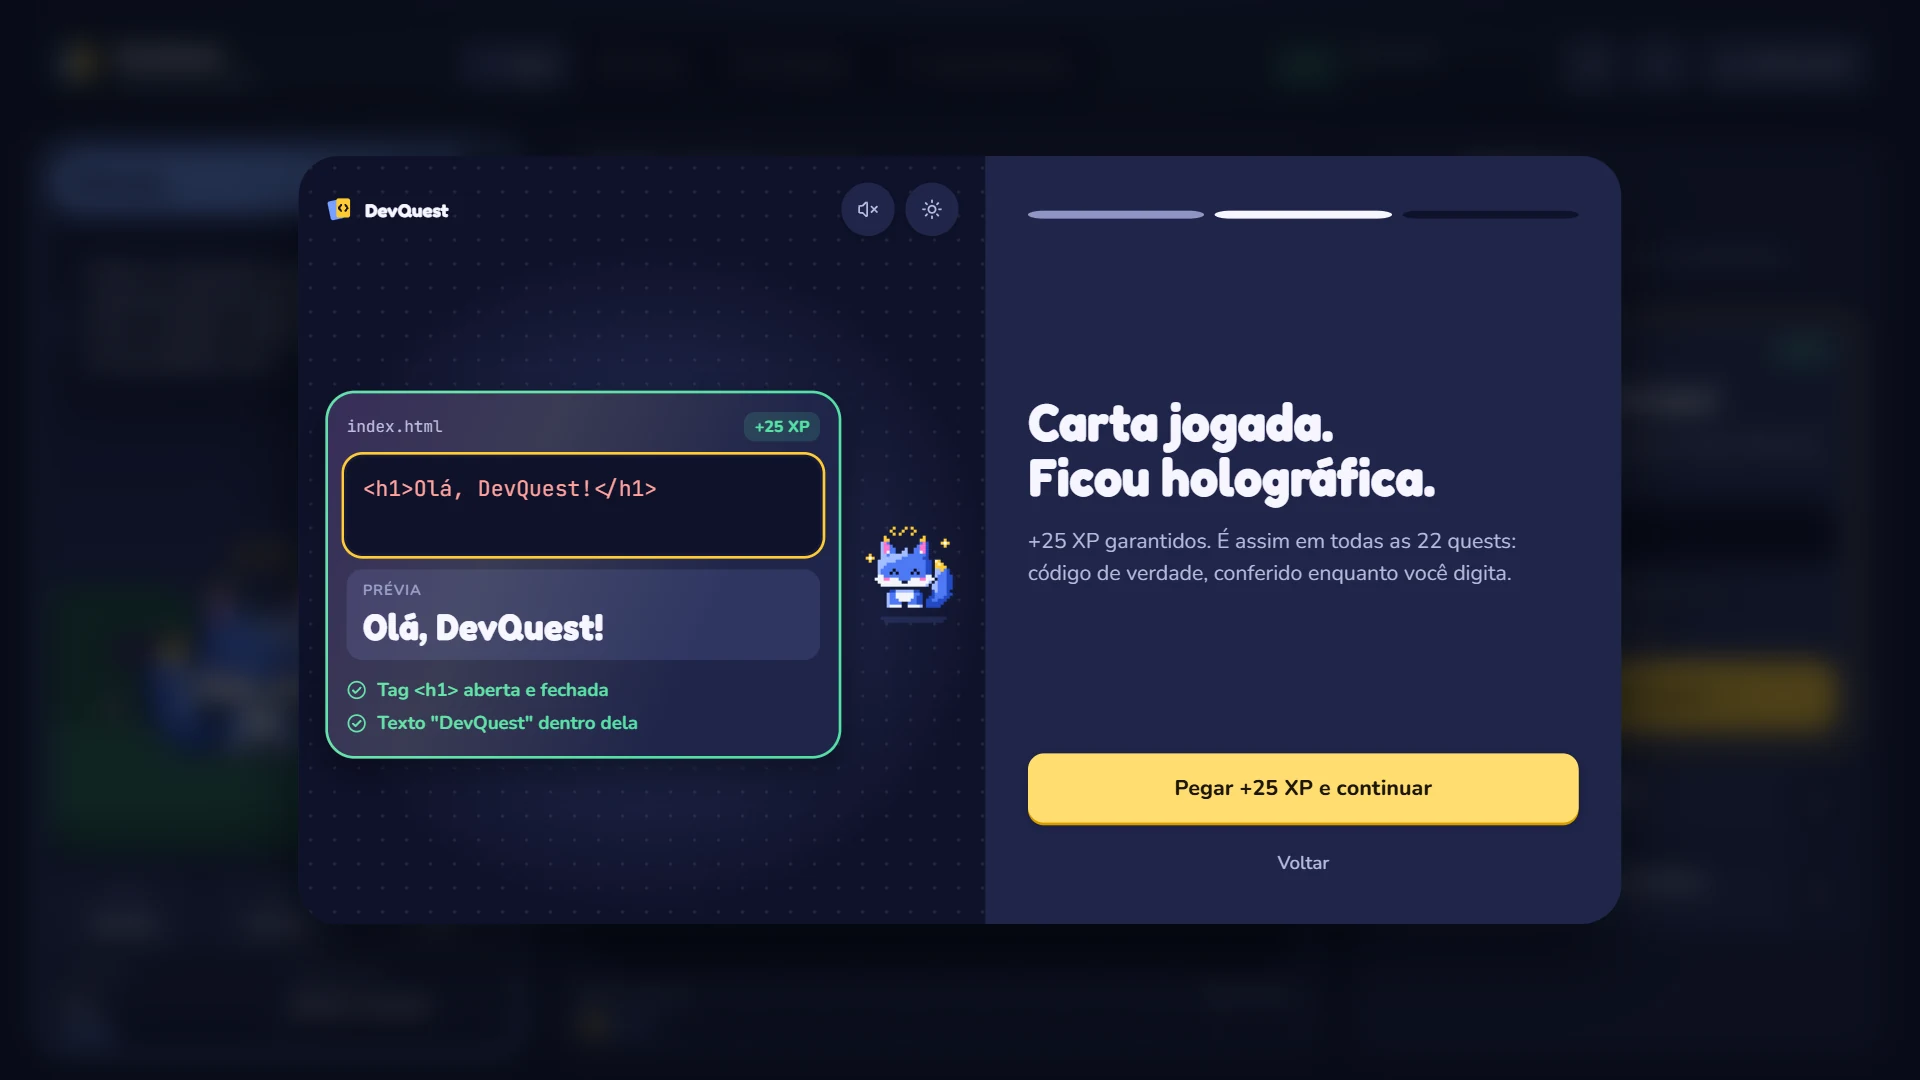 DevQuest
index.html
+25 XP
<h1>Olá, DevQuest!</h1>
PRÉVIA
Olá, DevQuest!
Tag <h1> aberta e fechada
Texto "DevQuest" dentro dela
Carta jogada.
Ficou holográfica.
+25 XP garantidos. É assim em todas as 22 quests:
código de verdade, conferido enquanto você digita.
Pegar +25 XP e continuar
Voltar